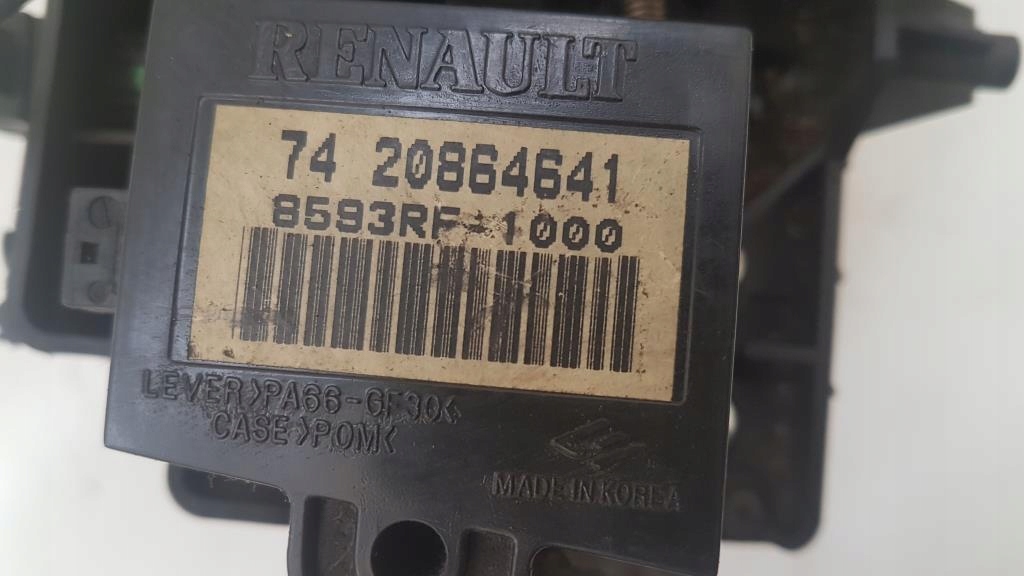 RENAULT
74 20864641
8593RF-1000
LEVER>PA66-GF30<
CASE>POM<
MADE IN KOREA